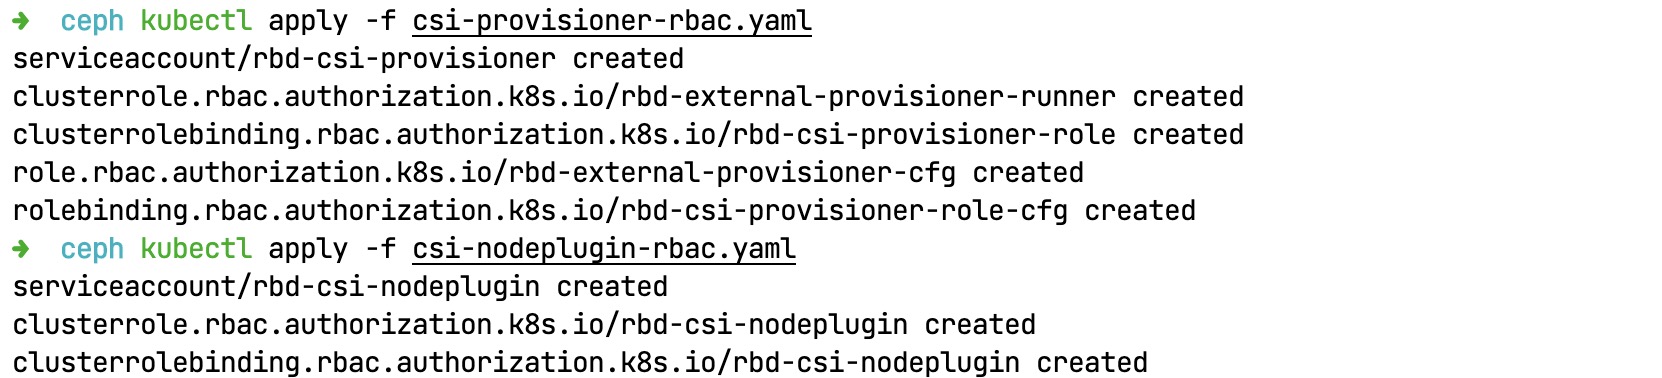 ➜  ceph kubectl apply -f csi-provisioner-rbac.yaml
serviceaccount/rbd-csi-provisioner created
clusterrole.rbac.authorization.k8s.io/rbd-external-provisioner-runner created
clusterrolebinding.rbac.authorization.k8s.io/rbd-csi-provisioner-role created
role.rbac.authorization.k8s.io/rbd-external-provisioner-cfg created
rolebinding.rbac.authorization.k8s.io/rbd-csi-provisioner-role-cfg created
➜  ceph kubectl apply -f csi-nodeplugin-rbac.yaml
serviceaccount/rbd-csi-nodeplugin created
clusterrole.rbac.authorization.k8s.io/rbd-csi-nodeplugin created
clusterrolebinding.rbac.authorization.k8s.io/rbd-csi-nodeplugin created